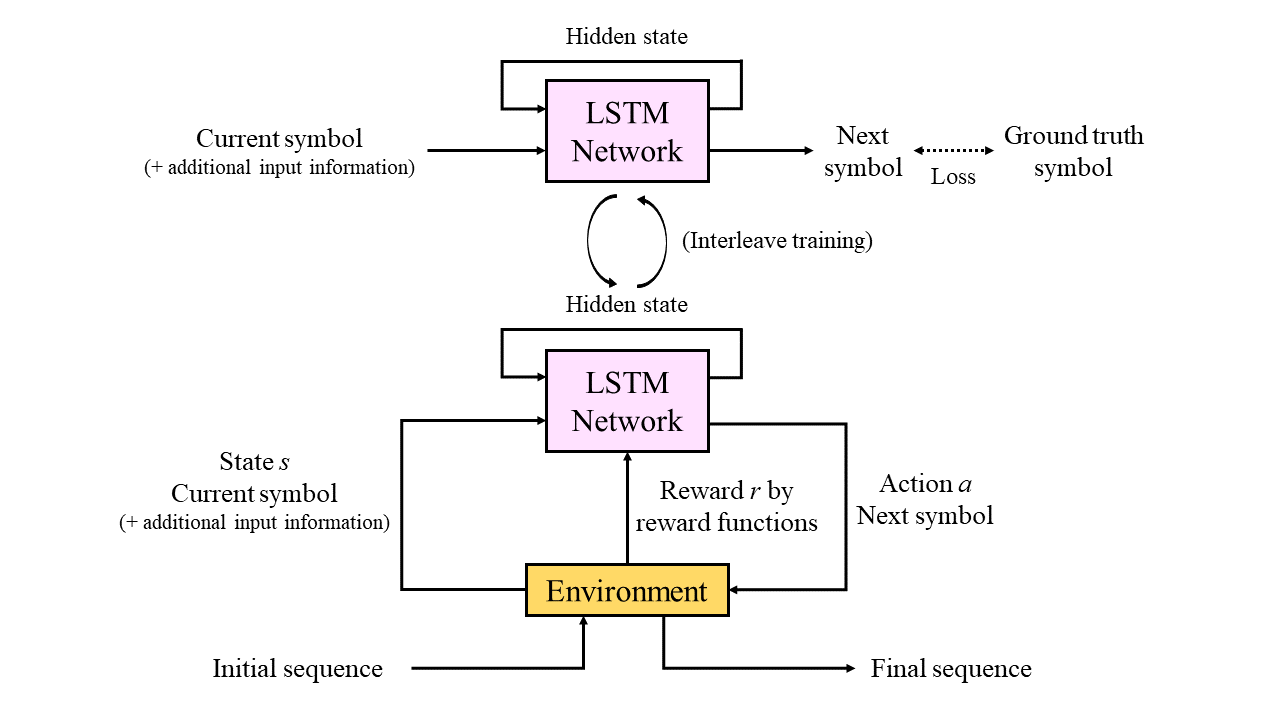 Hidden state
LSTM
Network
Current symbol
(+ additional input information)
Next
symbol
Loss
Ground truth
symbol
(Interleave training)
Hidden state
LSTM
Network
State s
Current symbol
(+ additional input information)
Reward r by
reward functions
Action a
Next symbol
Environment
Initial sequence
Final sequence